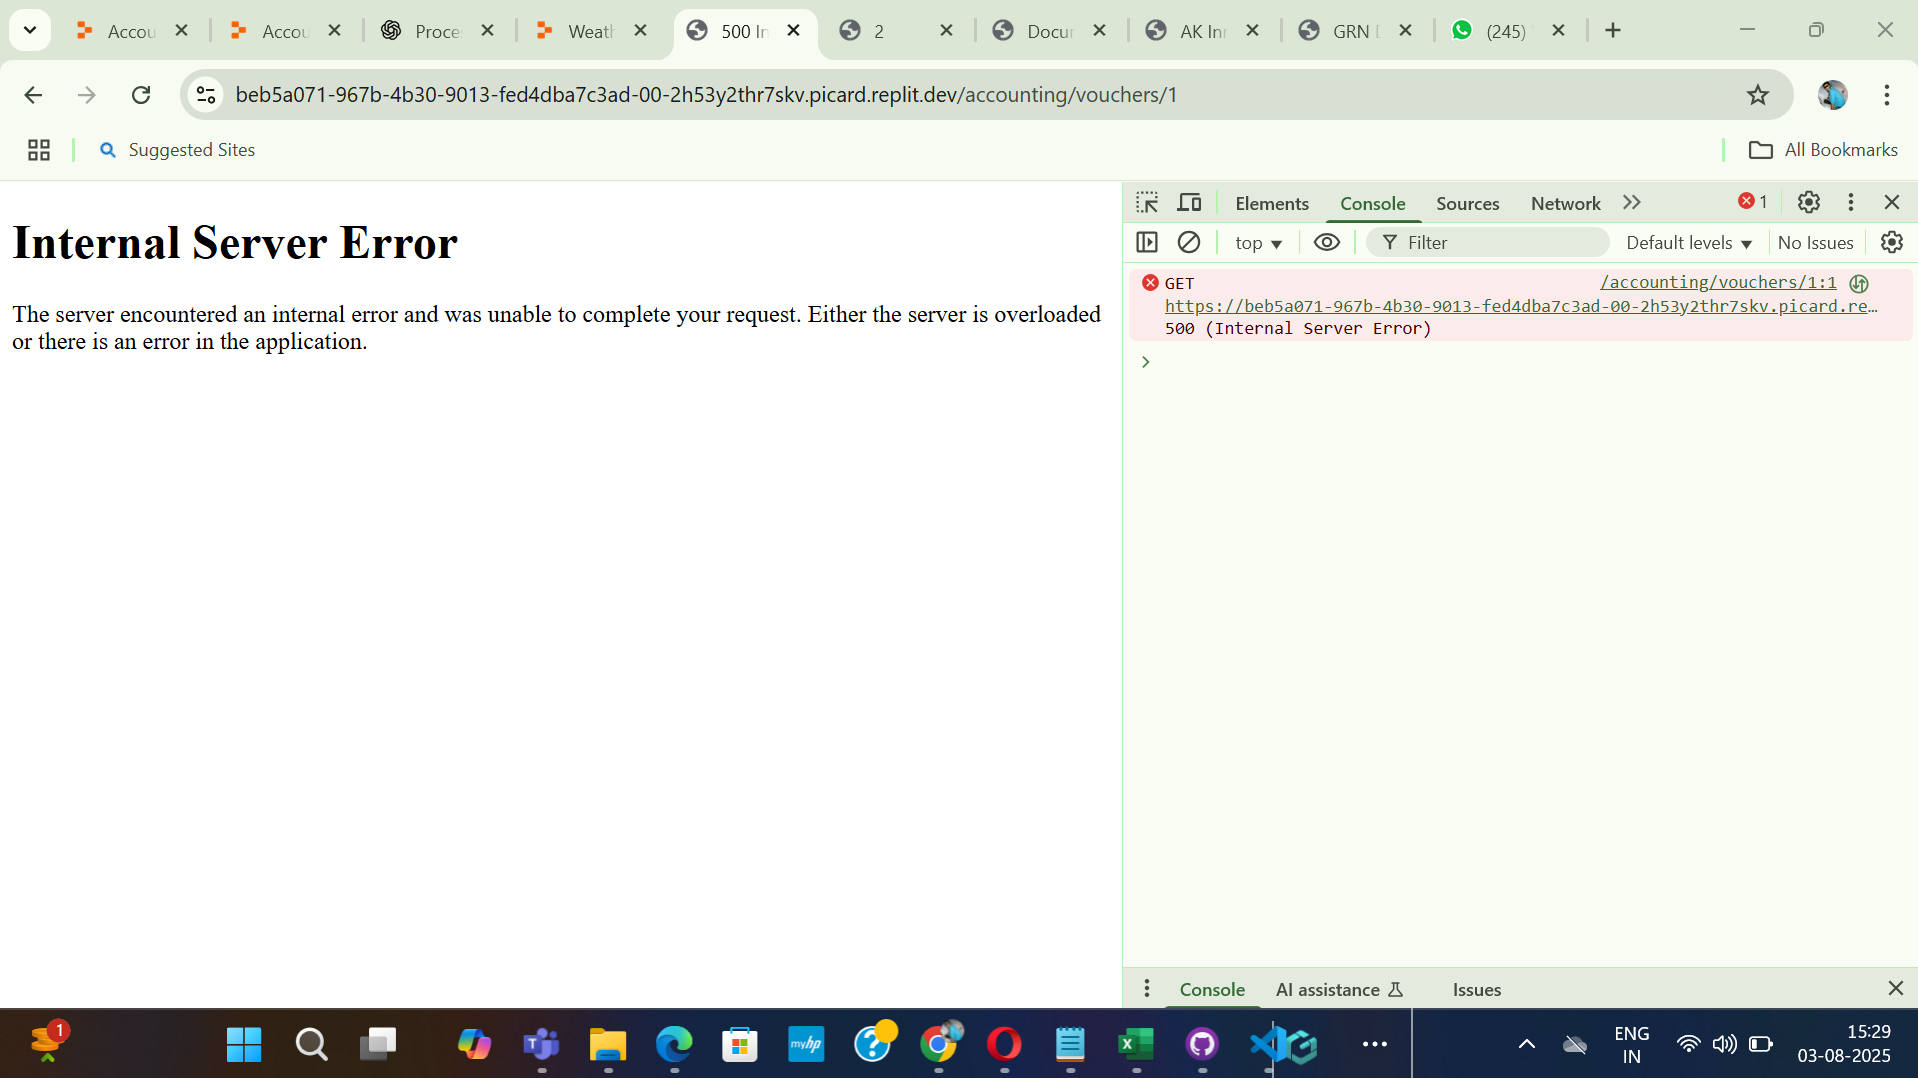 Accou
Accou
Proce
Weath
500 In
2
Docur
AK Inr
GRN D
(245)
beb5a071-967b-4b30-9013-fed4dba7c3ad-00-2h53y2thr7skv.picard.replit.dev/accounting/vouchers/1
Suggested Sites
All Bookmarks
Internal Server Error
The server encountered an internal error and was unable to complete your request. Either the server is overloaded
or there is an error in the application.
Elements
Console
Sources
Network
1
top
Filter
Default levels
No Issues
GET
/accounting/vouchers/1:1
https://beb5a071-967b-4b30-9013-fed4dba7c3ad-00-2h53y2thr7skv.picard.re…
500 (Internal Server Error)
Console
AI assistance
Issues
1
myhp
ENG
IN
15:29
03-08-2025